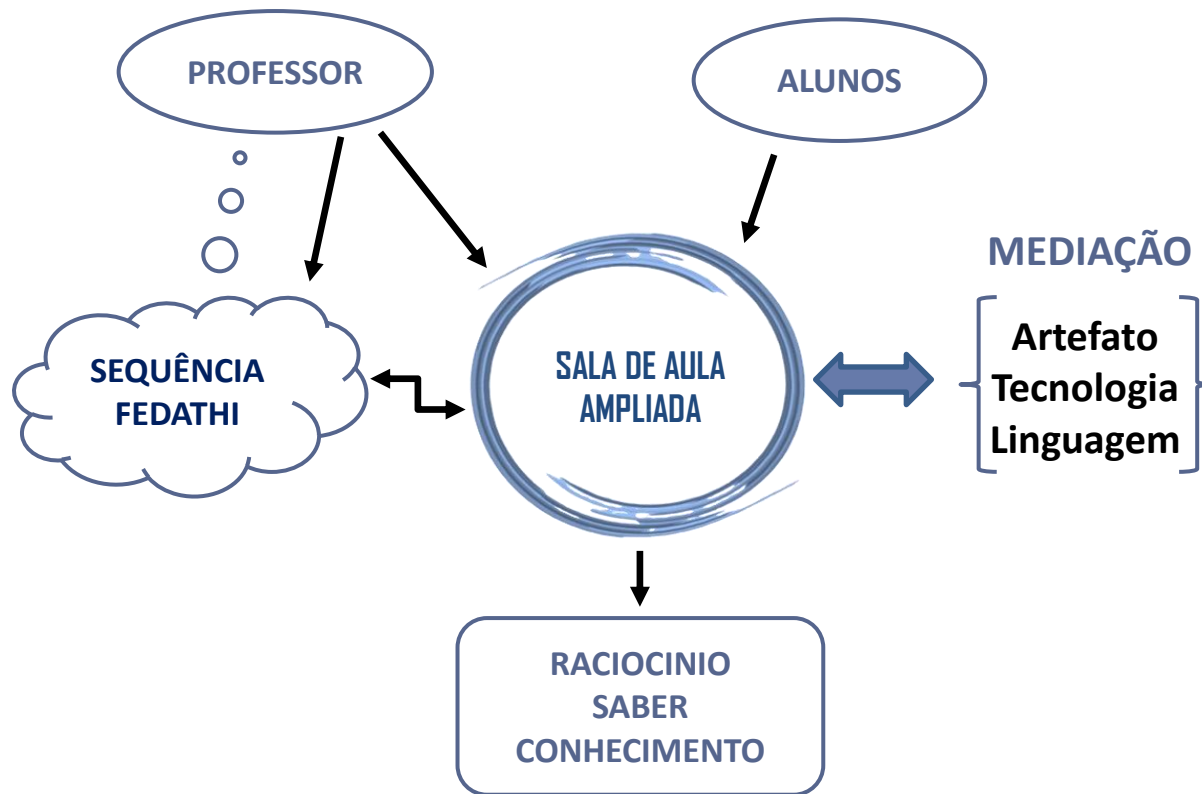 PROFESSOR
ALUNOS
MEDIAÇÃO
Artefato
Tecnologia
Linguagem
SEQUÊNCIA
FEDATHI
SALA DE AULA
AMPLIADA
RACIOCINIO
SABER
CONHECIMENTO